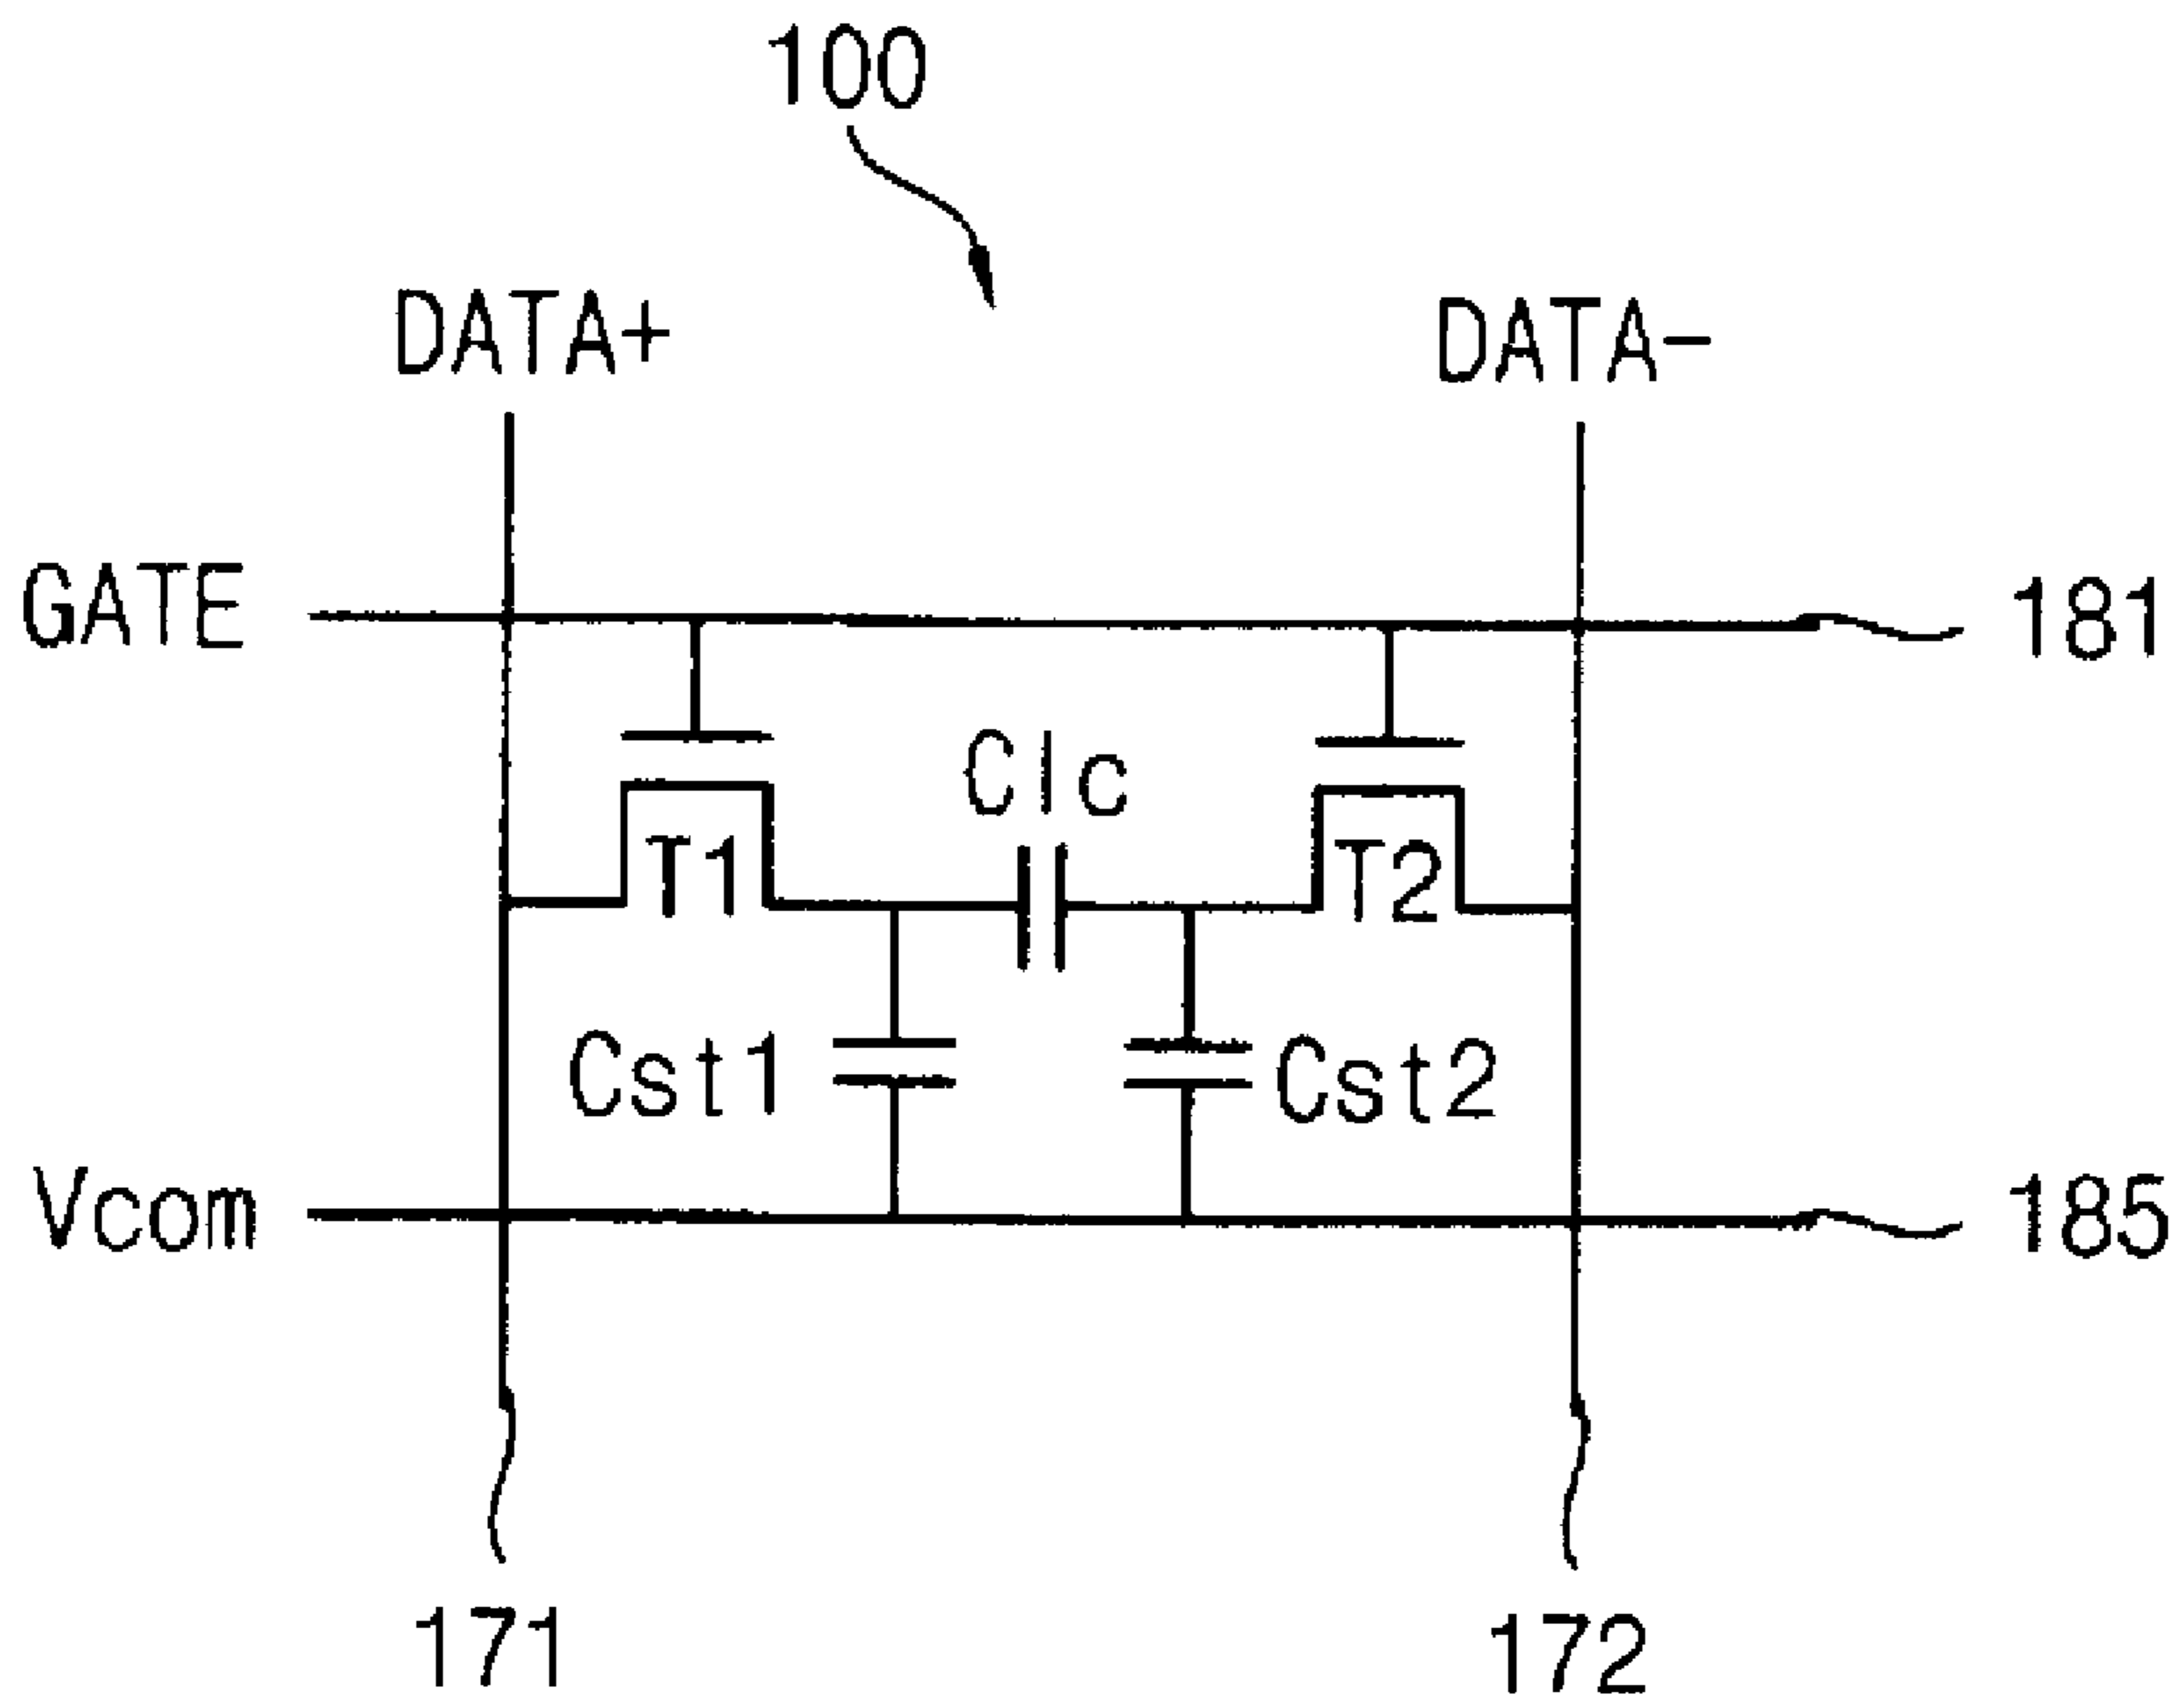 100
DATA+ DATA-
GATE 181
Clc
T1 T2
Cst1 Cst2
Vcom 185
171 172